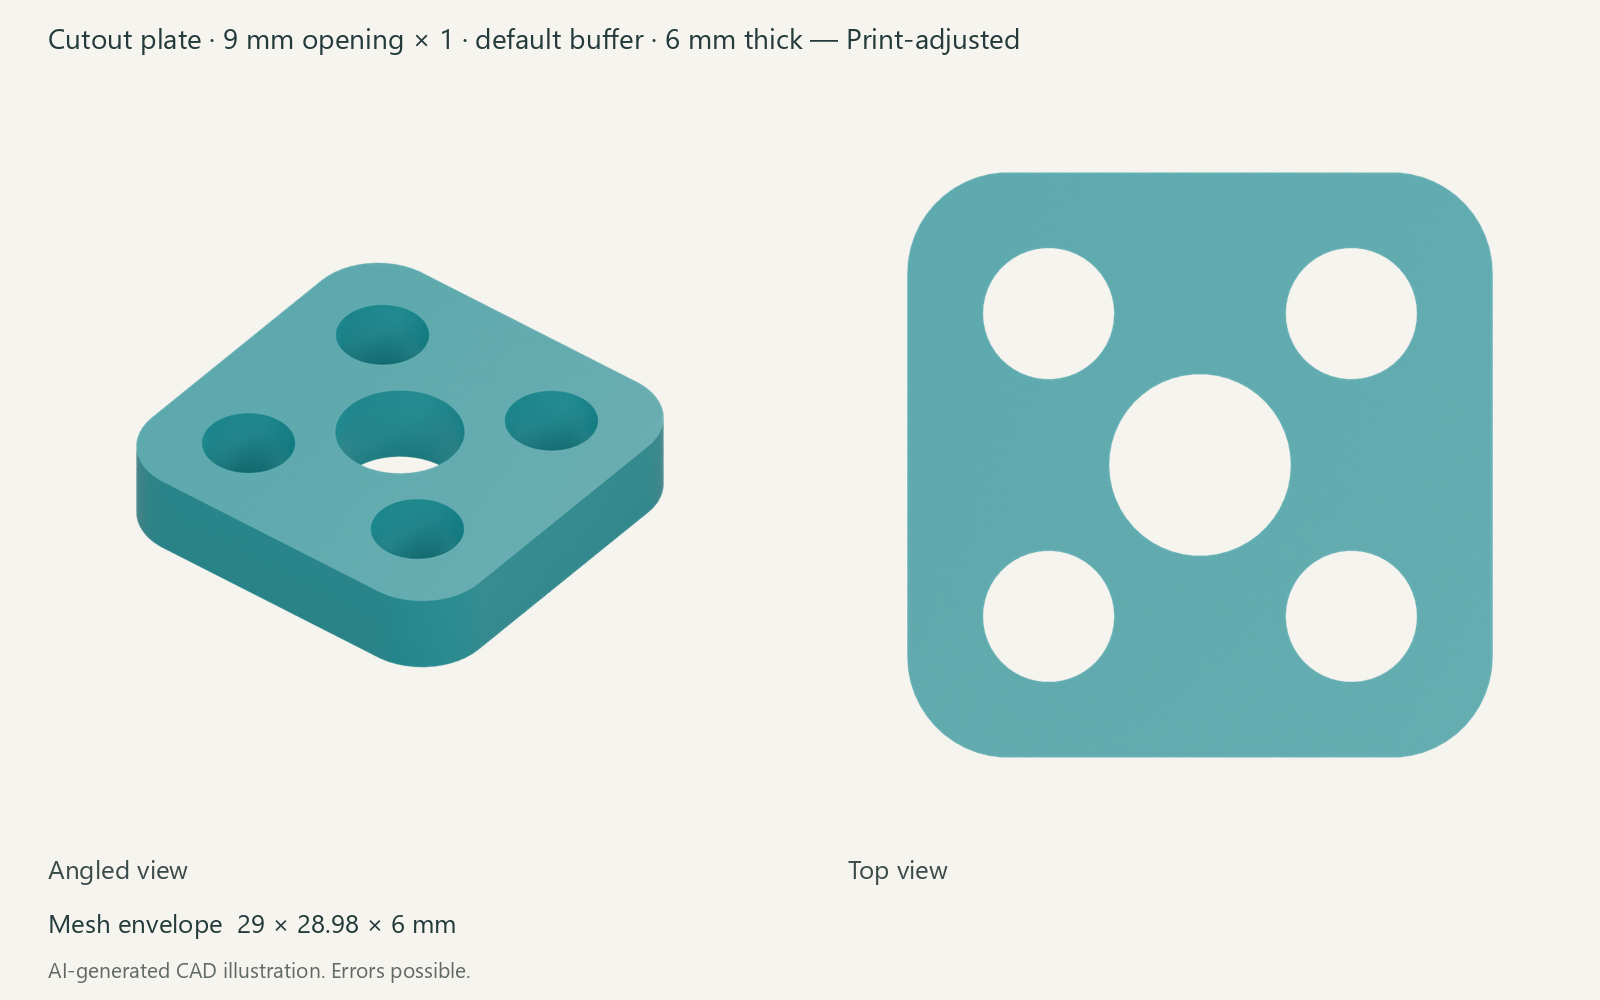 Cutout plate · 9 mm opening × 1 · default buffer · 6 mm thick — Print-adjusted
Angled view
Top view
Mesh envelope 29 × 28.98 × 6 mm
AI-generated CAD illustration. Errors possible.